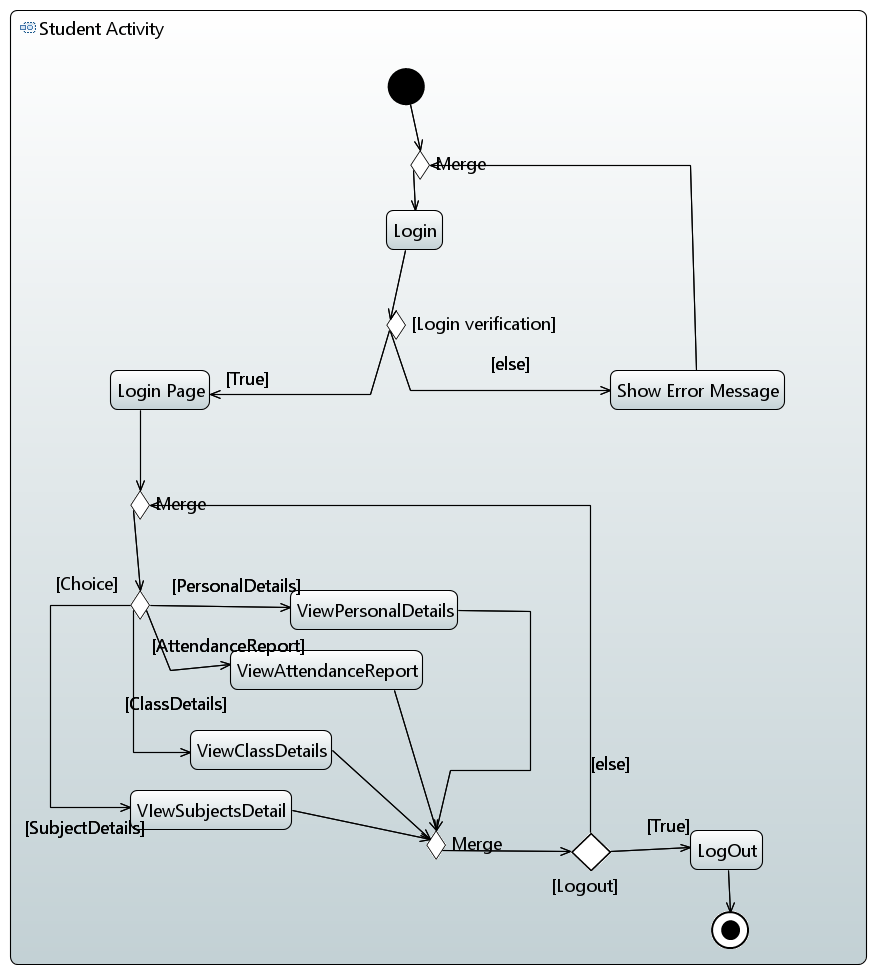 Student Activity
Merge
Login
[Login verification]
[else]
[True]
Login Page
Show Error Message
Merge
[Choice]
[PersonalDetails]
ViewPersonalDetails
[AttendanceReport]
ViewAttendanceReport
[ClassDetails]
ViewClassDetails
[else]
VIewSubjectsDetail
[SubjectDetails]
[True]
Merge
LogOut
[Logout]